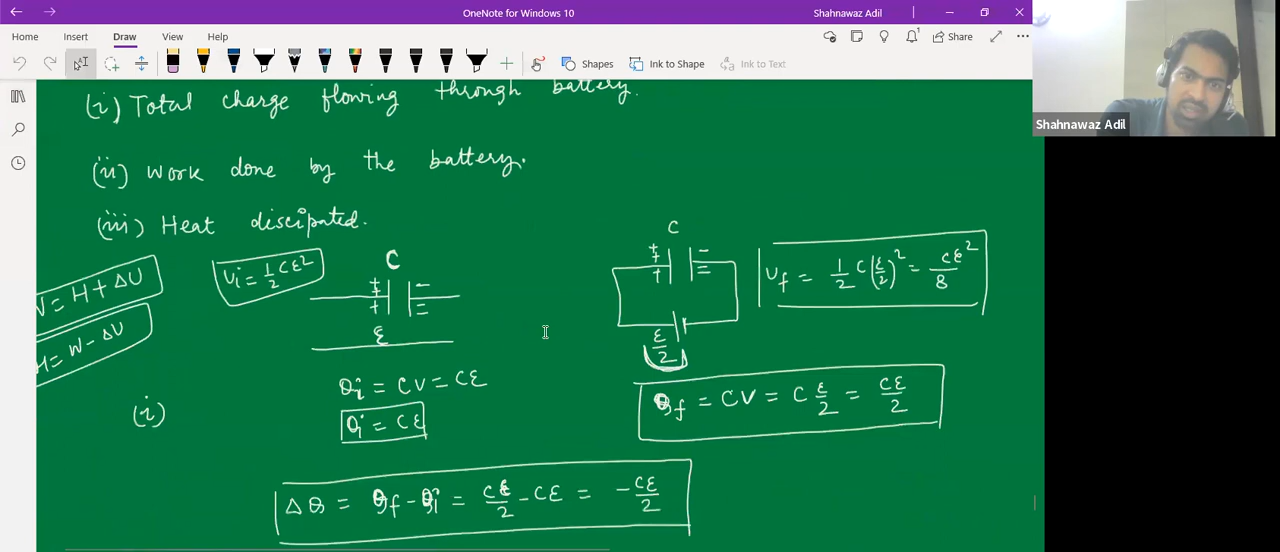 OneNote for Windows 10
Shahnawaz Adil
Home Insert Draw View Help
Share
Shapes Ink to Shape Ink to Text
Shahnawaz Adil
(i) Total charge flowing through battery.
(ii) Work done by the battery.
(iii) Heat discipated.
C
C
Ui = 1/2 Cε²
Uf = 1/2 C(ε/2)² = Cε²/8
= H + ΔU
H = W - ΔU
+ + - =
ε
+ + - =
ε/2
(i)
Qi = CV = Cε
Qi = Cε
Qf = CV = C ε/2 = Cε/2
ΔQ = Qf - Qi = Cε/2 - Cε = - Cε/2